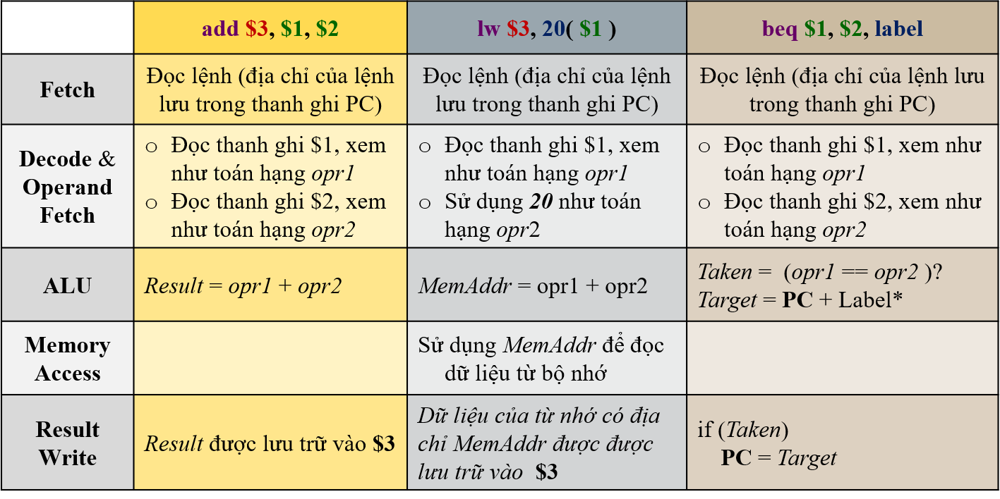 add $3, $1, $2
lw $3, 20( $1 )
beq $1, $2, label
Fetch
Đọc lệnh (địa chỉ của lệnh
lưu trong thanh ghi PC)
Đọc lệnh (địa chỉ của lệnh
lưu trong thanh ghi PC)
Đọc lệnh (địa chỉ của lệnh lưu
trong thanh ghi PC)
Decode &
Operand
Fetch
o Đọc thanh ghi $1, xem
như toán hạng opr1
o Đọc thanh ghi $2, xem
như toán hạng opr2
o Đọc thanh ghi $1, xem
như toán hạng opr1
o Sử dụng 20 như toán
hạng opr2
o Đọc thanh ghi $1, xem như
toán hạng opr1
o Đọc thanh ghi $2, xem như
toán hạng opr2
ALU
Result = opr1 + opr2
MemAddr = opr1 + opr2
Taken = (opr1 == opr2 )?
Target = PC + Label*
Memory
Access
Sử dụng MemAddr để đọc
dữ liệu từ bộ nhớ
Result
Write
Result được lưu trữ vào $3
Dữ liệu của từ nhớ có địa
chỉ MemAddr được được
lưu trữ vào $3
if (Taken)
PC = Target